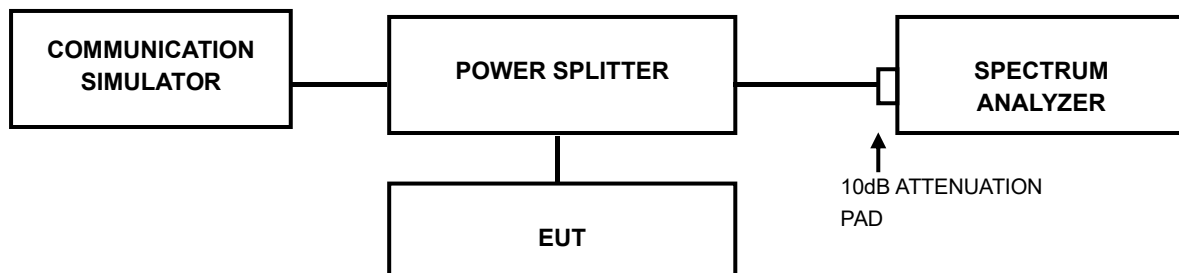 COMMUNICATION
SIMULATOR
POWER SPLITTER
SPECTRUM
ANALYZER
10dB ATTENUATION
PAD
EUT